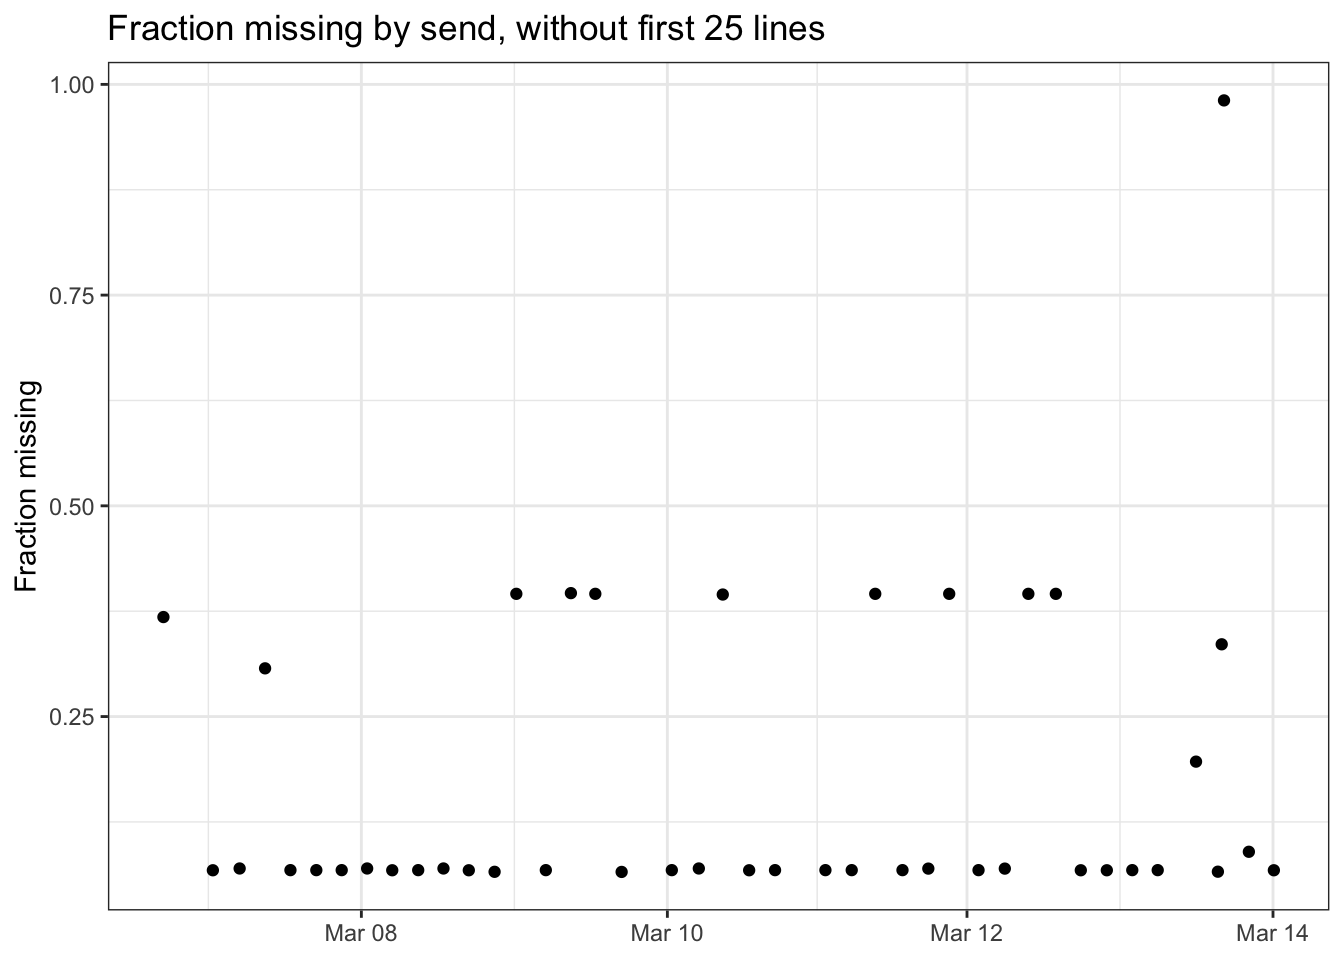 Fraction missing by send, without first 25 lines
1.00
0.75
0.50
0.25
Fraction missing
Mar 08
Mar 10
Mar 12
Mar 14